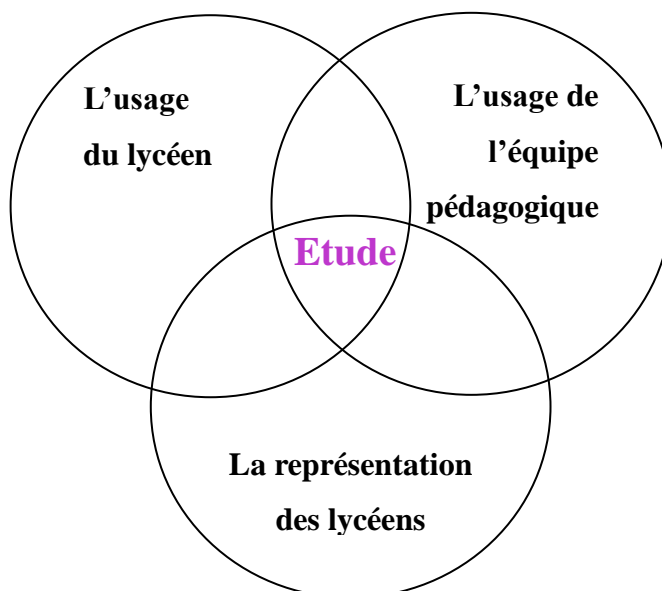 L’usage
du lycéen
L’usage de
l’équipe
pédagogique
Etude
La représentation
des lycéens